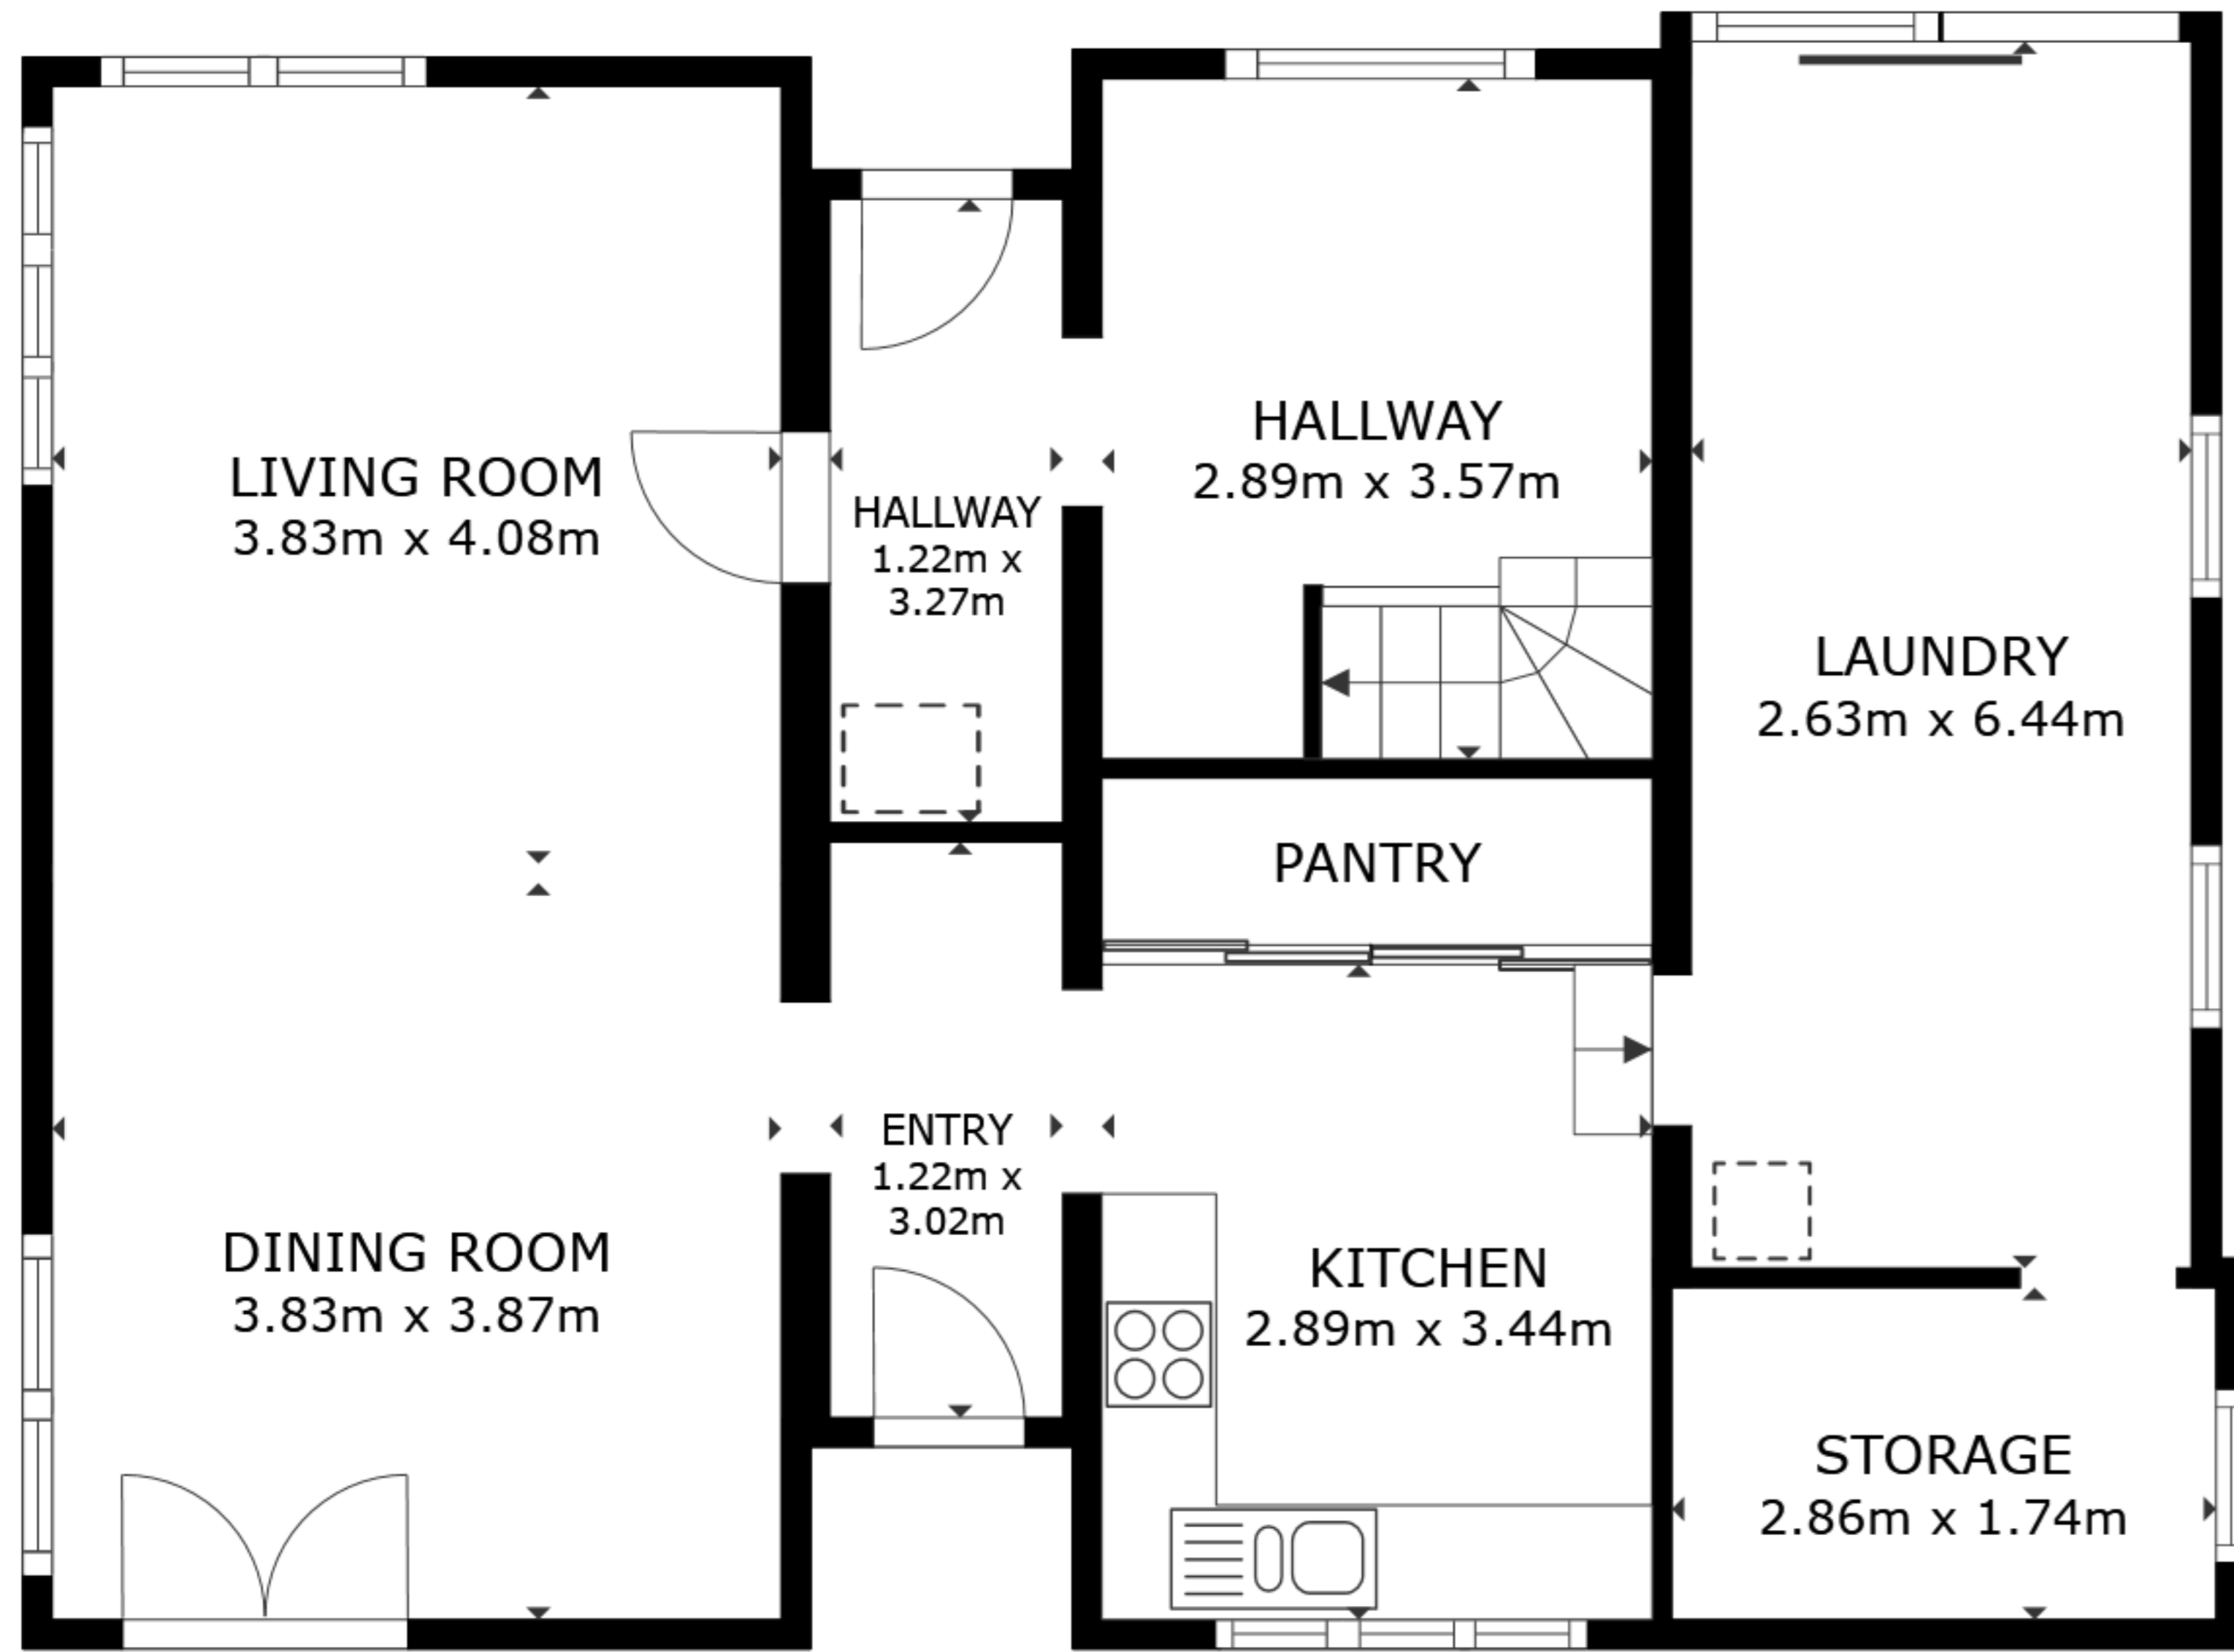 LIVING ROOM
3.83m x 4.08m
HALLWAY
1.22m x
3.27m
HALLWAY
2.89m x 3.57m
LAUNDRY
2.63m x 6.44m
PANTRY
DINING ROOM
3.83m x 3.87m
ENTRY
1.22m x
3.02m
KITCHEN
2.89m x 3.44m
STORAGE
2.86m x 1.74m